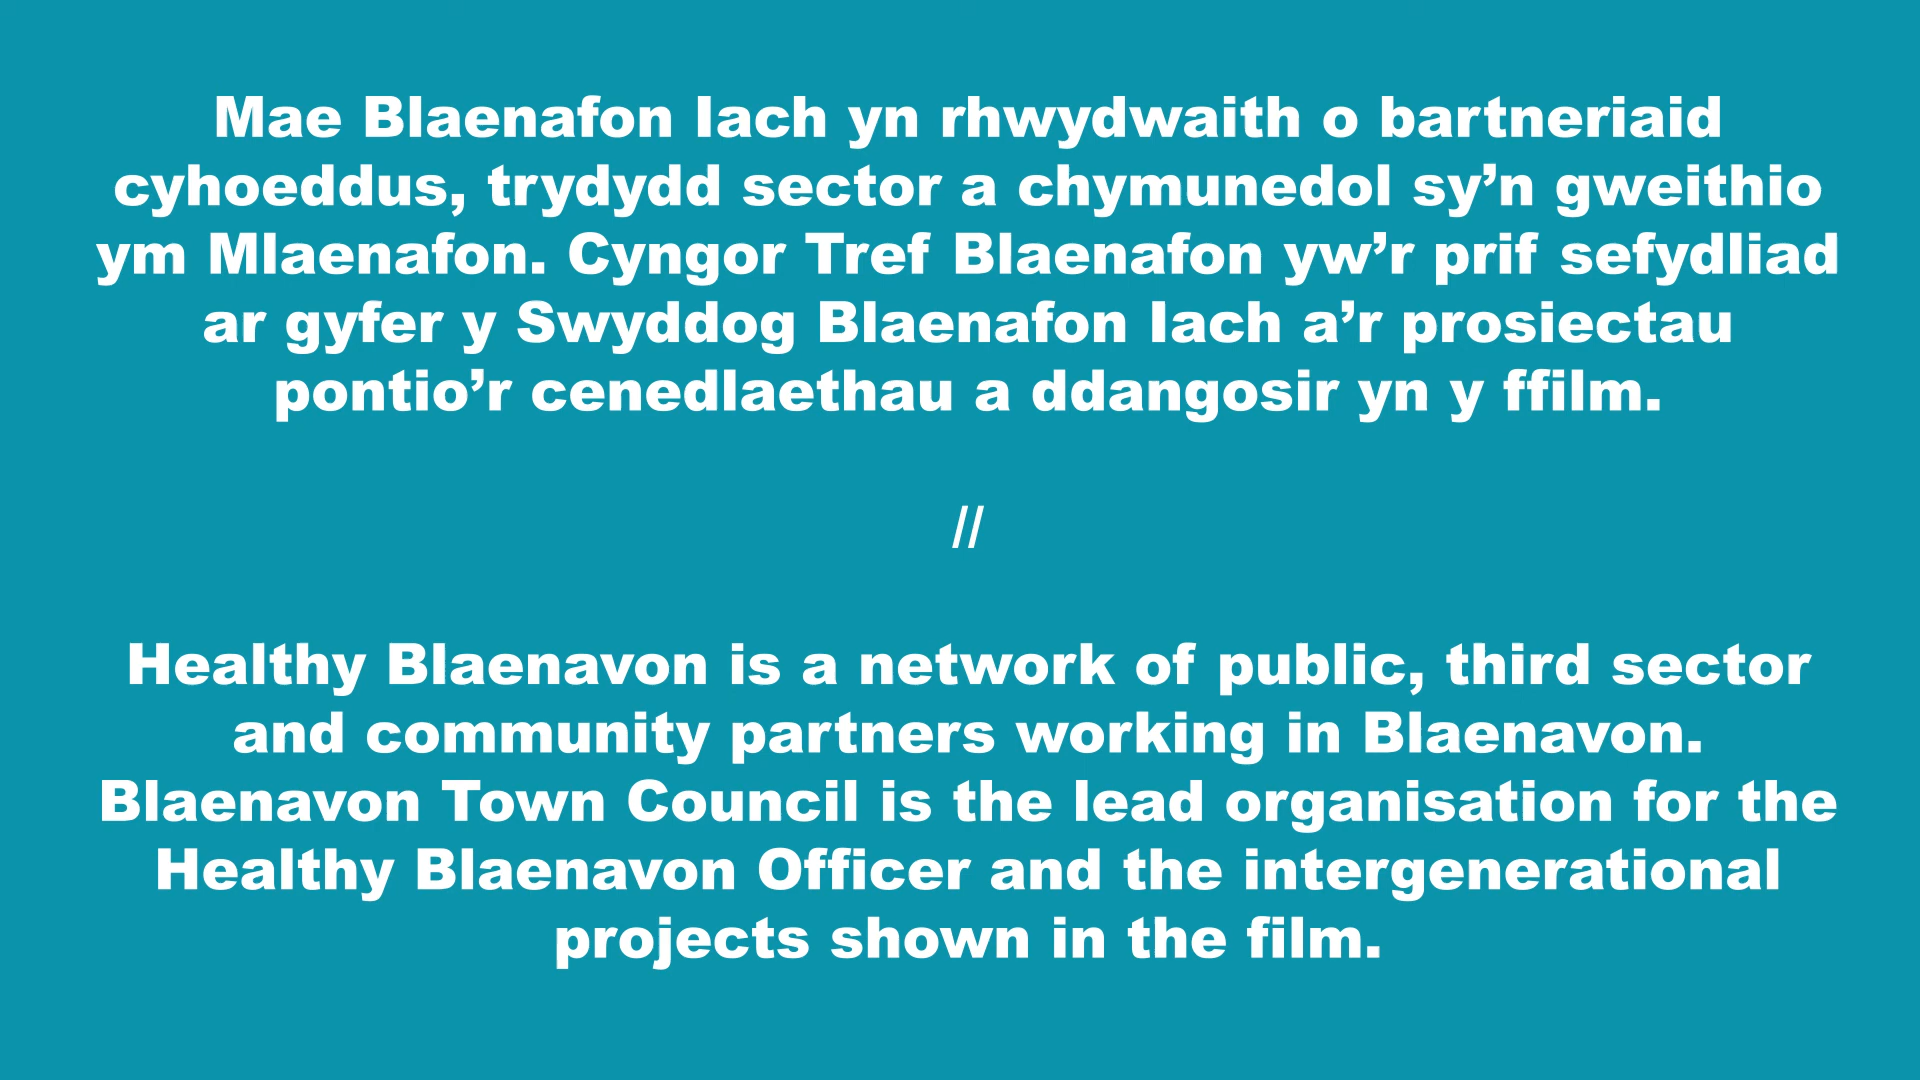 Mae Blaenafon Iach yn rhwydwaith o bartneriaid
cyhoeddus, trydydd sector a chymunedol sy’n gweithio
ym Mlaenafon. Cyngor Tref Blaenafon yw’r prif sefydliad
ar gyfer y Swyddog Blaenafon Iach a’r prosiectau
pontio’r cenedlaethau a ddangosir yn y ffilm.
//
Healthy Blaenavon is a network of public, third sector
and community partners working in Blaenavon.
Blaenavon Town Council is the lead organisation for the
Healthy Blaenavon Officer and the intergenerational
projects shown in the film.